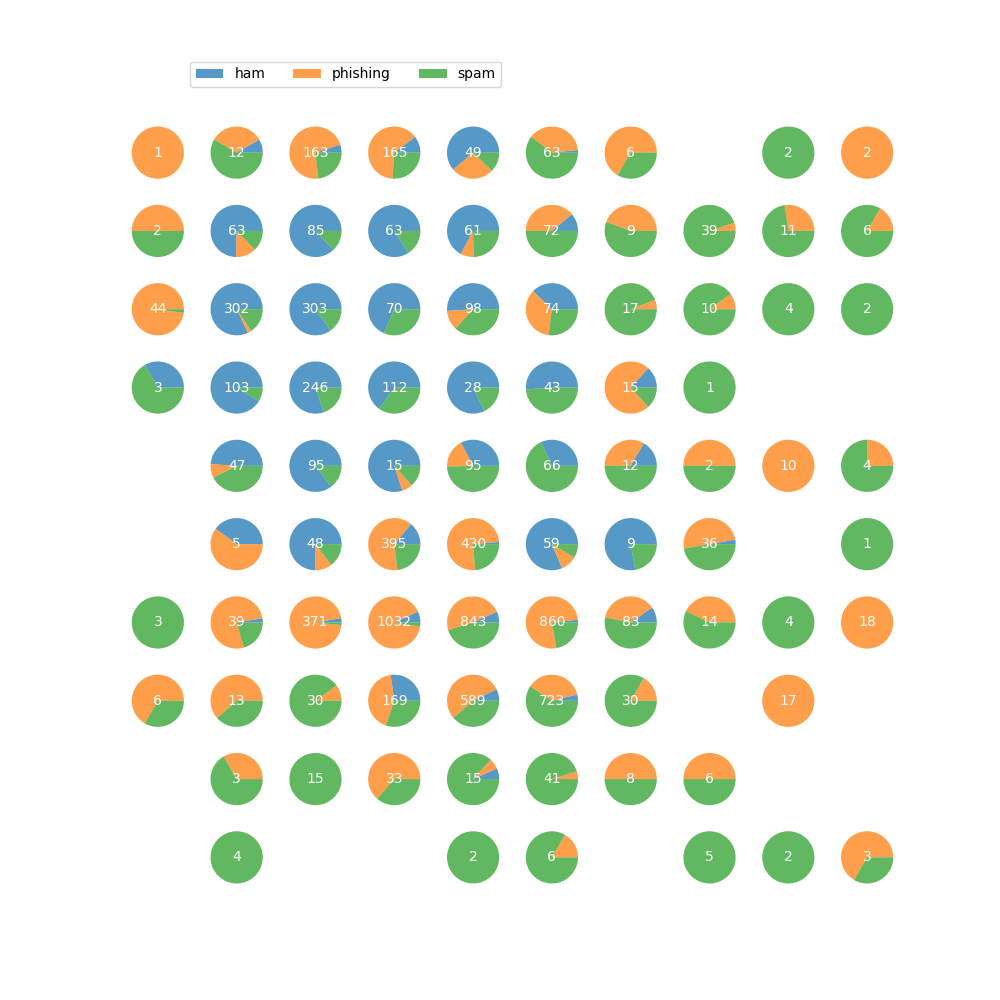 ham phishing spam
1 12 163 165 49 63 6 2 2
2 63 85 63 61 72 9 39 11 6
44 302 303 70 98 74 17 10 4 2
3 103 246 112 28 43 15 1
47 95 15 95 66 12 2 10 4
5 48 395 430 59 9 36 1
3 39 371 1032 843 860 83 14 4 18
6 13 30 169 589 723 30 17
3 15 33 15 41 8 6
4 2 6 5 2 3